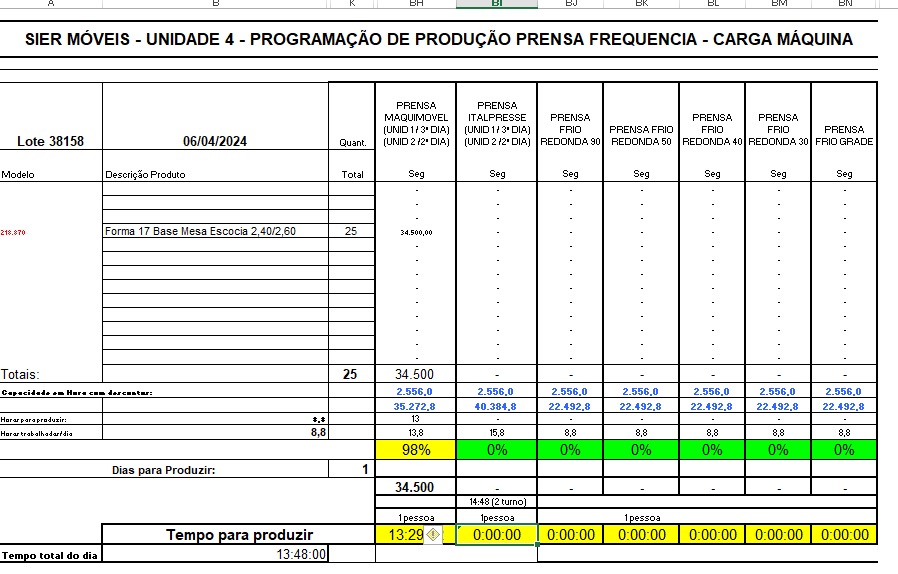 A B K BH BI BJ BK BL BM BN
SIER MÓVEIS - UNIDADE 4 - PROGRAMAÇÃO DE PRODUÇÃO PRENSA FREQUENCIA - CARGA MÁQUINA
Lote 38158 06/04/2024 Quant. PRENSA MAQUIMOVEL (UNID 1 / 3ª DIA) (UNID 2 / 2ª DIA) PRENSA ITALPRESSE (UNID 1 / 3ª DIA) (UNID 2 / 2ª DIA) PRENSA FRIO REDONDA 90 PRENSA FRIO REDONDA 50 PRENSA FRIO REDONDA 40 PRENSA FRIO REDONDA 30 PRENSA FRIO GRADE
Modelo Descrição Produto Total Seg Seg Seg Seg Seg Seg Seg
- - - - - - -
- - - - - - -
- - - - - - -
218.870 Forma 17 Base Mesa Escocia 2,40/2,60 25 34.500,00 - - - - - -
- - - - - - -
- - - - - - -
- - - - - - -
- - - - - - -
- - - - - - -
- - - - - - -
- - - - - - -
- - - - - - -
- - - - - - -
Totais: 25 34.500 - - - - - -
Capacidade em Hora com descontar: 2.556,0 2.556,0 2.556,0 2.556,0 2.556,0 2.556,0 2.556,0
35.272,8 40.384,8 22.492,8 22.492,8 22.492,8 22.492,8 22.492,8
Horas para produzir: 8,8 13 - - - - - -
Horas trabalhadas/dia 8,8 13,8 15,8 8,8 8,8 8,8 8,8 8,8
98% 0% 0% 0% 0% 0% 0%
Dias para Produzir: 1
34.500 - - - - - -
14:48 (2 turno)
1pessoa 1pessoa 1pessoa
Tempo para produzir 13:29 0:00:00 0:00:00 0:00:00 0:00:00 0:00:00 0:00:00
Tempo total do dia 13:48:00